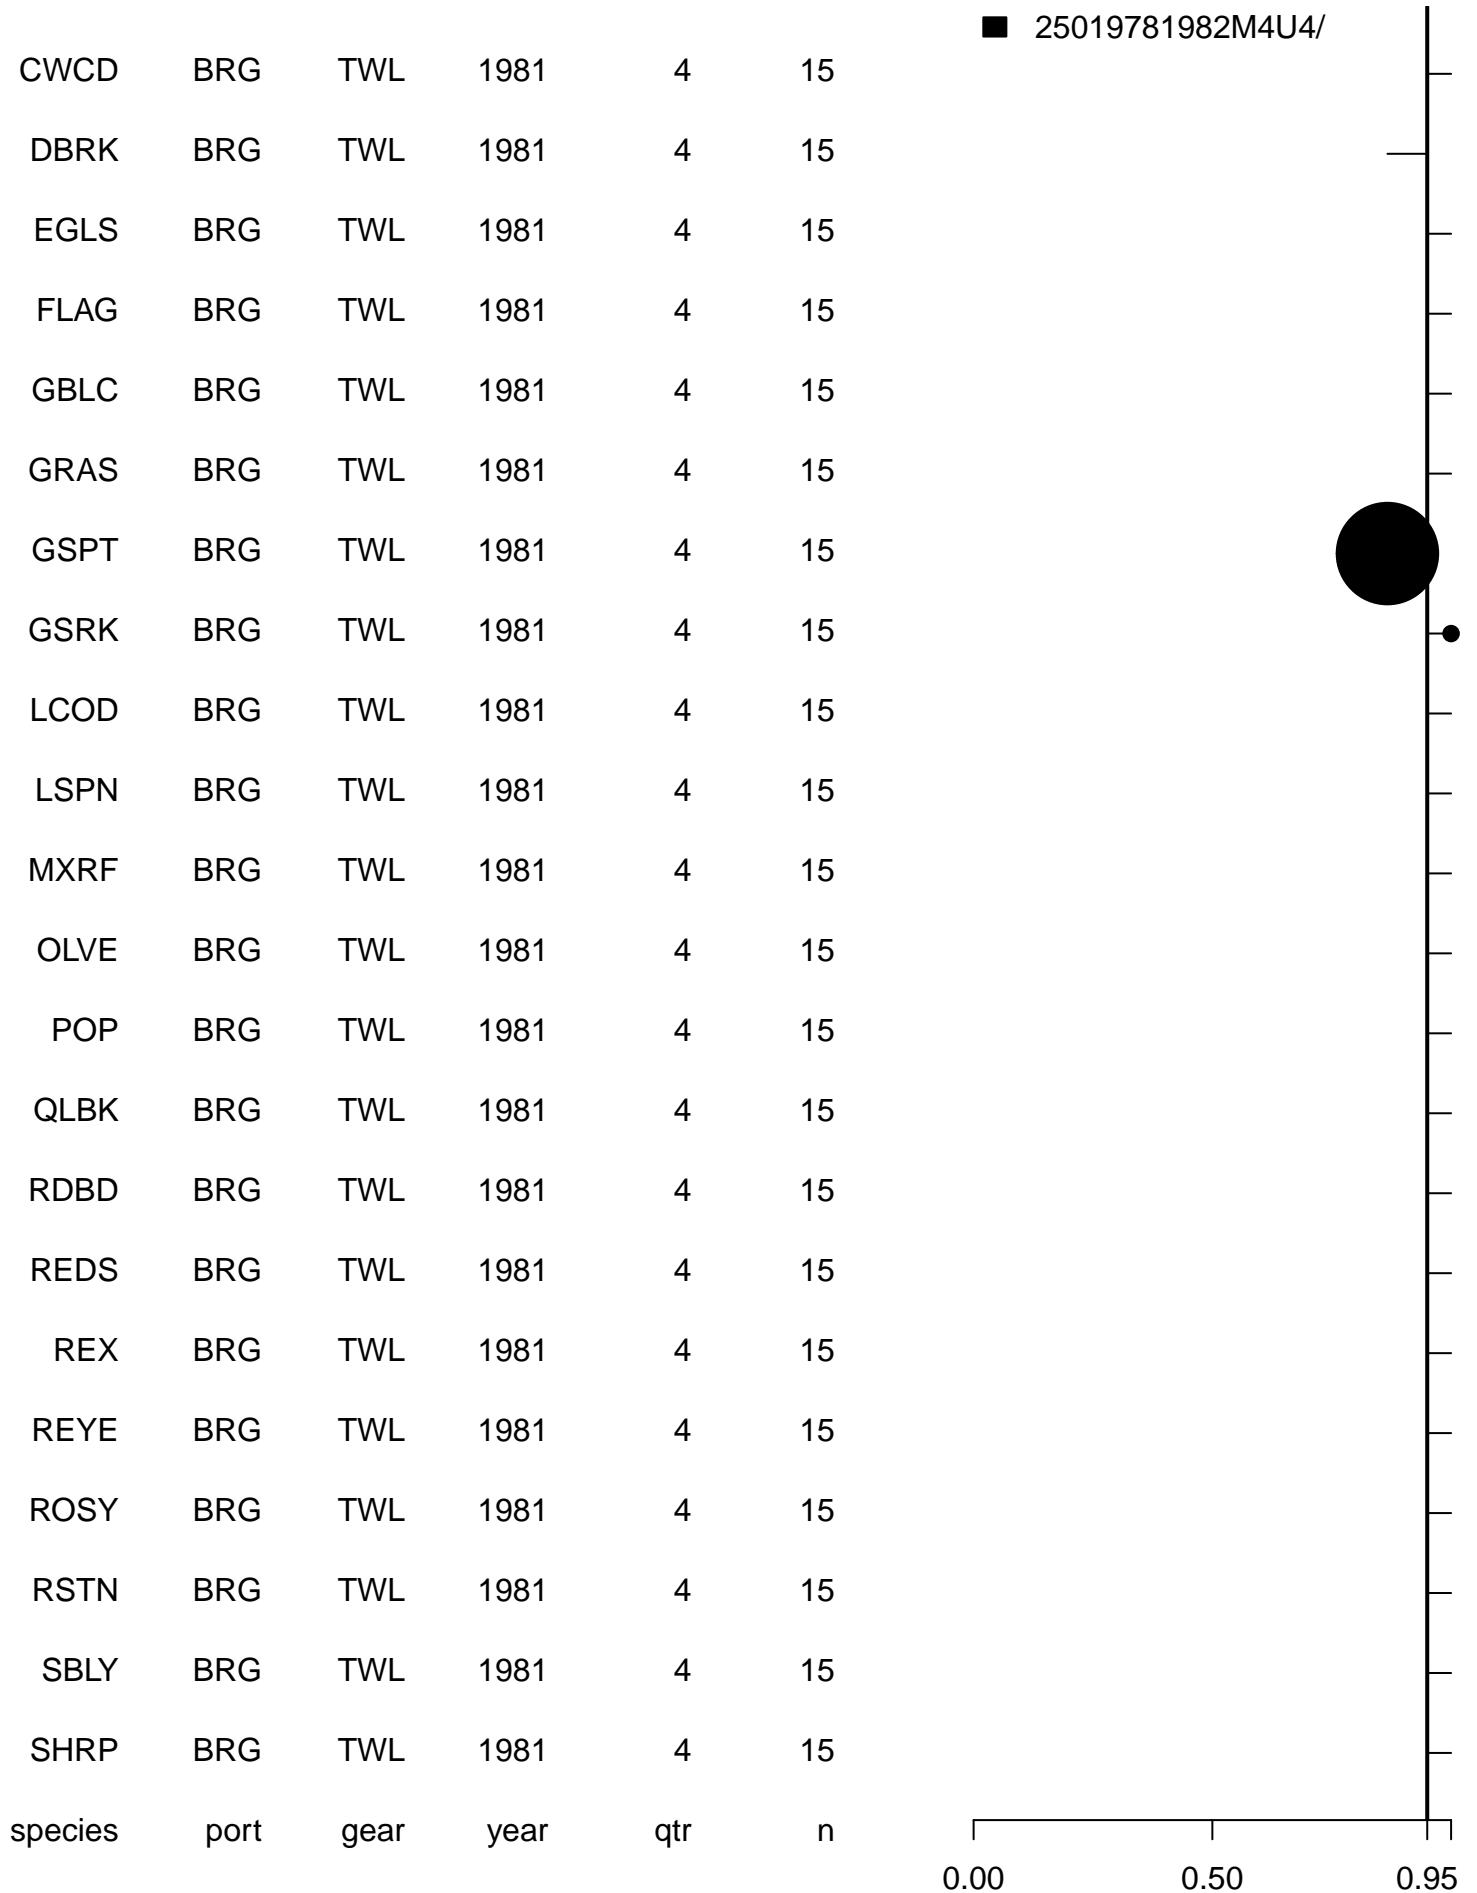 25019781982M4U4/
CWCD BRG TWL 1981 4 15
DBRK BRG TWL 1981 4 15
EGLS BRG TWL 1981 4 15
FLAG BRG TWL 1981 4 15
GBLC BRG TWL 1981 4 15
GRAS BRG TWL 1981 4 15
GSPT BRG TWL 1981 4 15
GSRK BRG TWL 1981 4 15
LCOD BRG TWL 1981 4 15
LSPN BRG TWL 1981 4 15
MXRF BRG TWL 1981 4 15
OLVE BRG TWL 1981 4 15
POP BRG TWL 1981 4 15
QLBK BRG TWL 1981 4 15
RDBD BRG TWL 1981 4 15
REDS BRG TWL 1981 4 15
REX BRG TWL 1981 4 15
REYE BRG TWL 1981 4 15
ROSY BRG TWL 1981 4 15
RSTN BRG TWL 1981 4 15
SBLY BRG TWL 1981 4 15
SHRP BRG TWL 1981 4 15
species port gear year qtr n
0.00 0.50 0.95